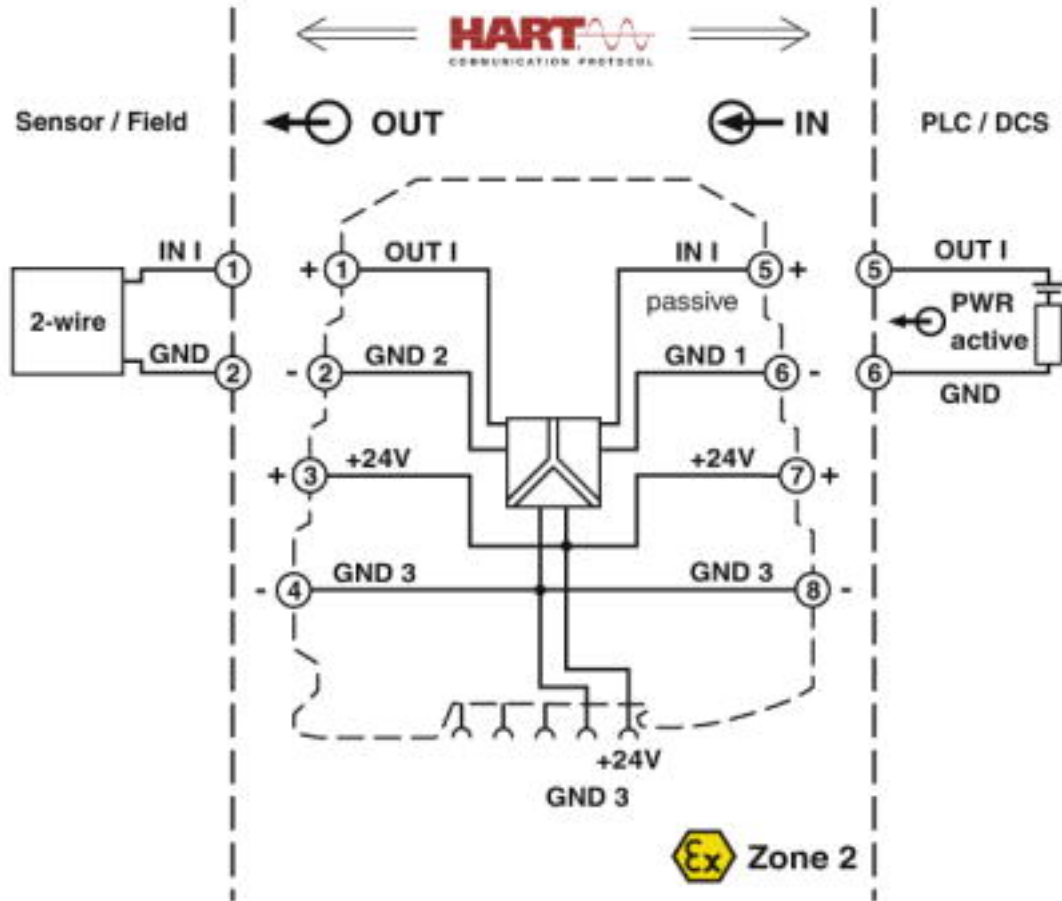 HART
COMMUNICATION PROTOCOL
Sensor / Field
OUT
IN
PLC / DCS
IN I
1
+
1
OUT I
IN I
5
+
5
OUT I
passive
2-wire
PWR
active
GND
2
-
2
GND 2
GND 1
6
-
6
GND
+
3
+24V
+24V
7
+
-
4
GND 3
GND 3
8
-
+24V
GND 3
Ex
Zone 2